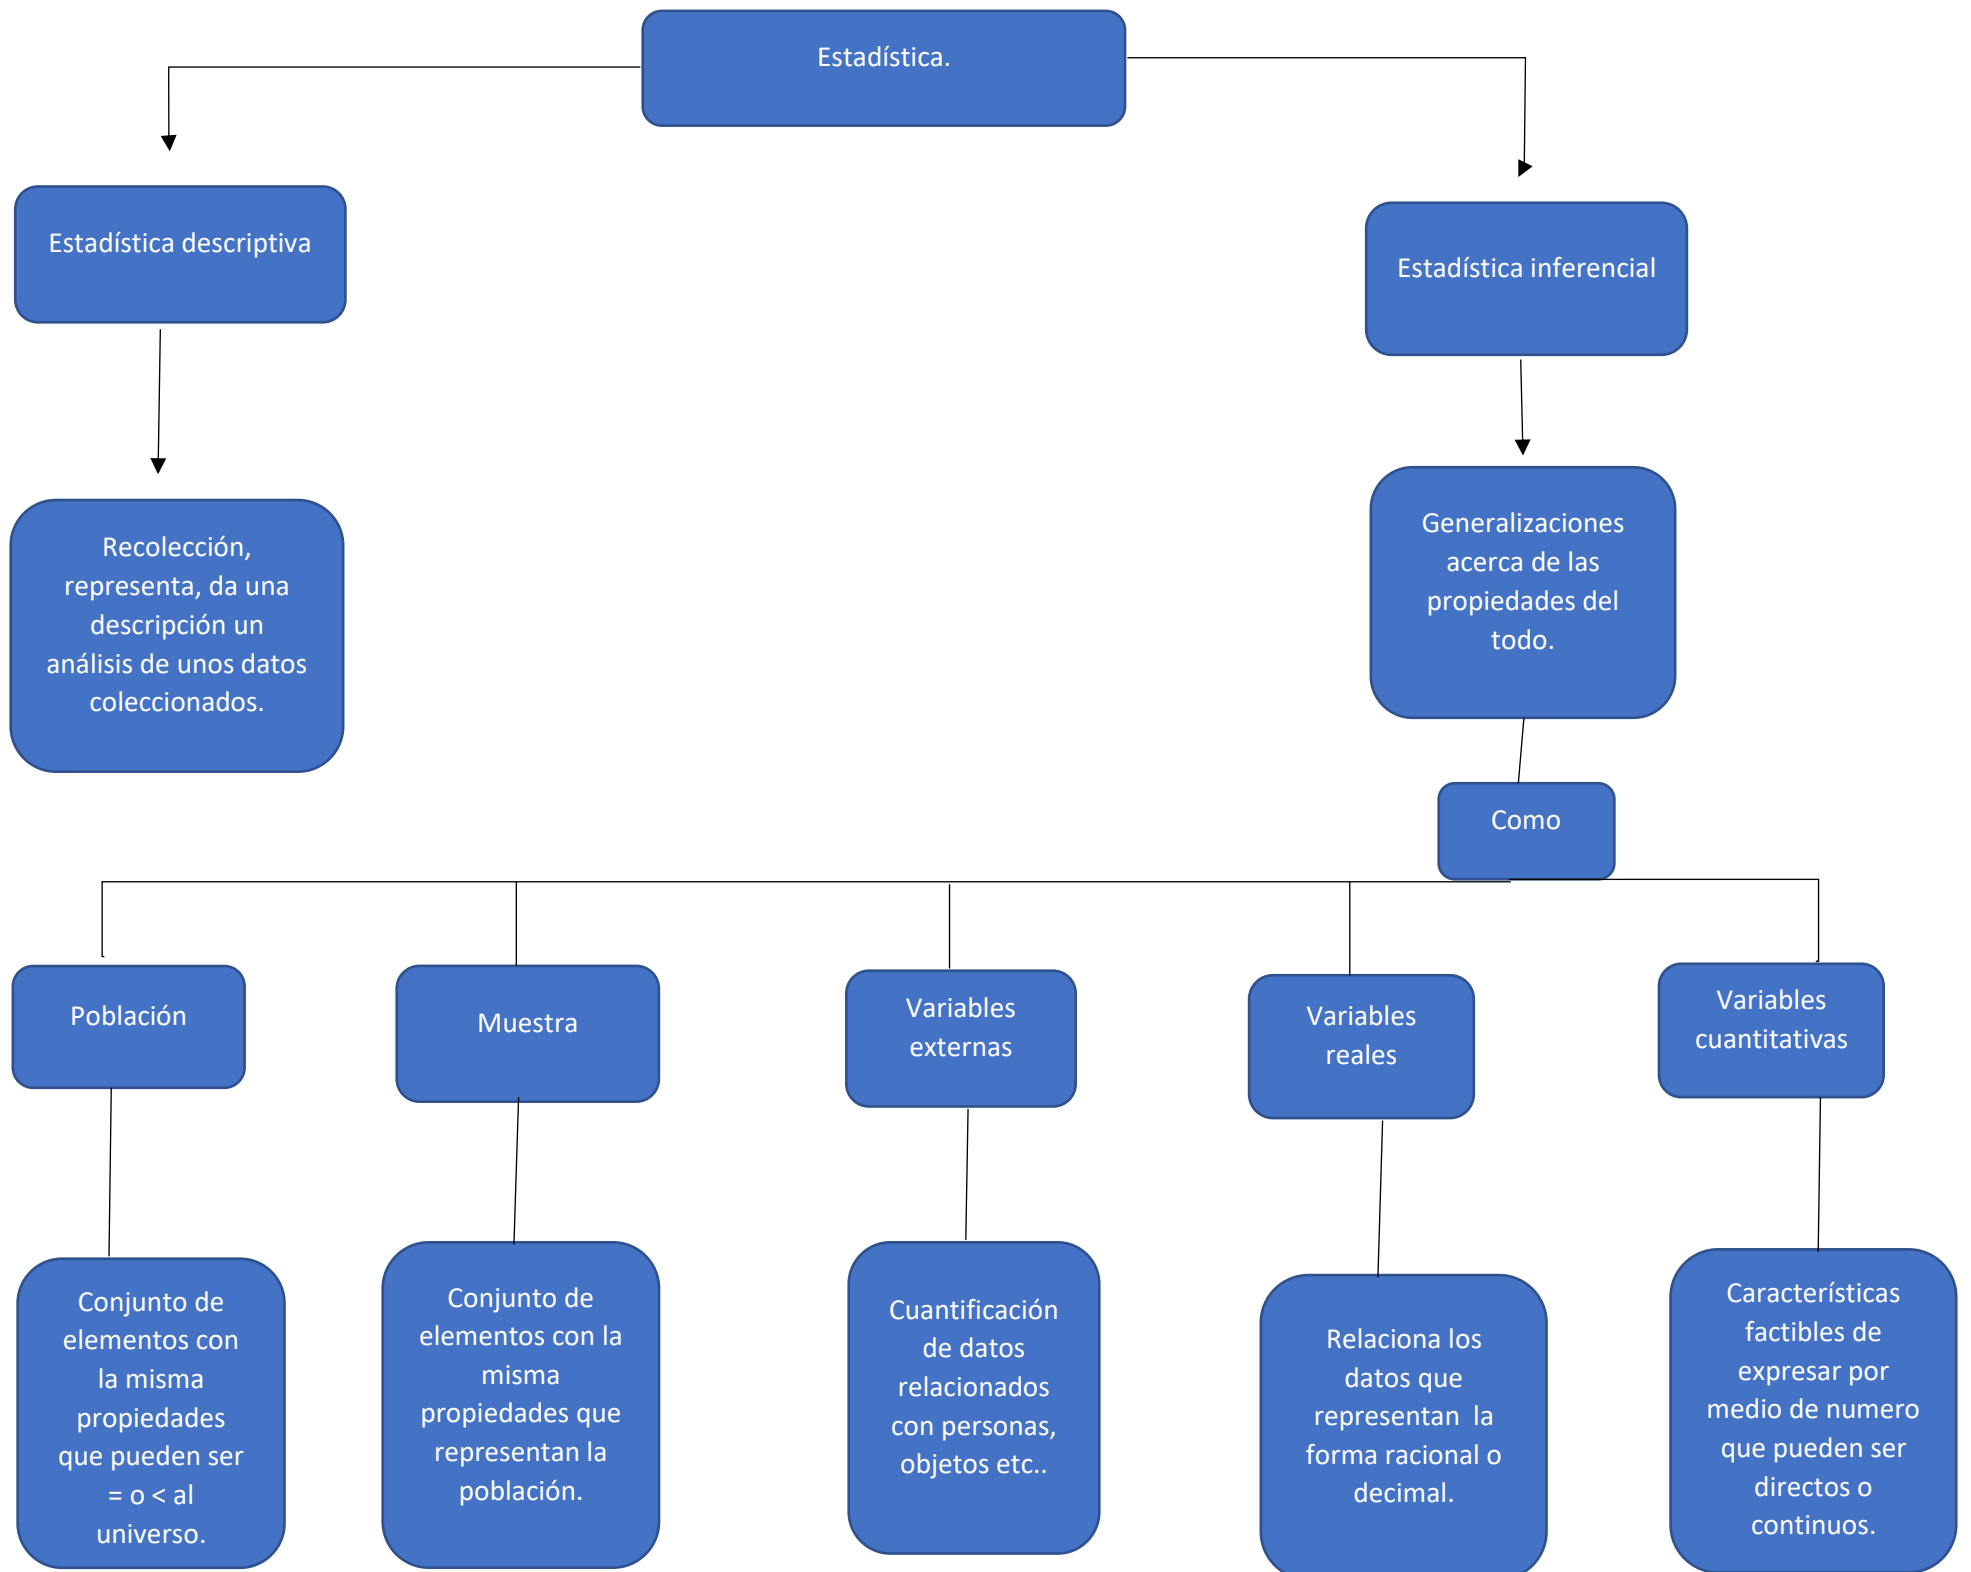 Estadística.
Estadística descriptiva
Estadística inferencial
Recolección,
representa, da una
descripción un
análisis de unos datos
coleccionados.
Generalizaciones
acerca de las
propiedades del
todo.
Como
Población
Muestra
Variables
externas
Variables
reales
Variables
cuantitativas
Conjunto de
elementos con
la misma
propiedades
que pueden ser
= o < al
universo.
Conjunto de
elementos con la
misma
propiedades que
representan la
población.
Cuantificación
de datos
relacionados
con personas,
objetos etc..
Relaciona los
datos que
representan  la
forma racional o
decimal.
Características
factibles de
expresar por
medio de numero
que pueden ser
directos o
continuos.